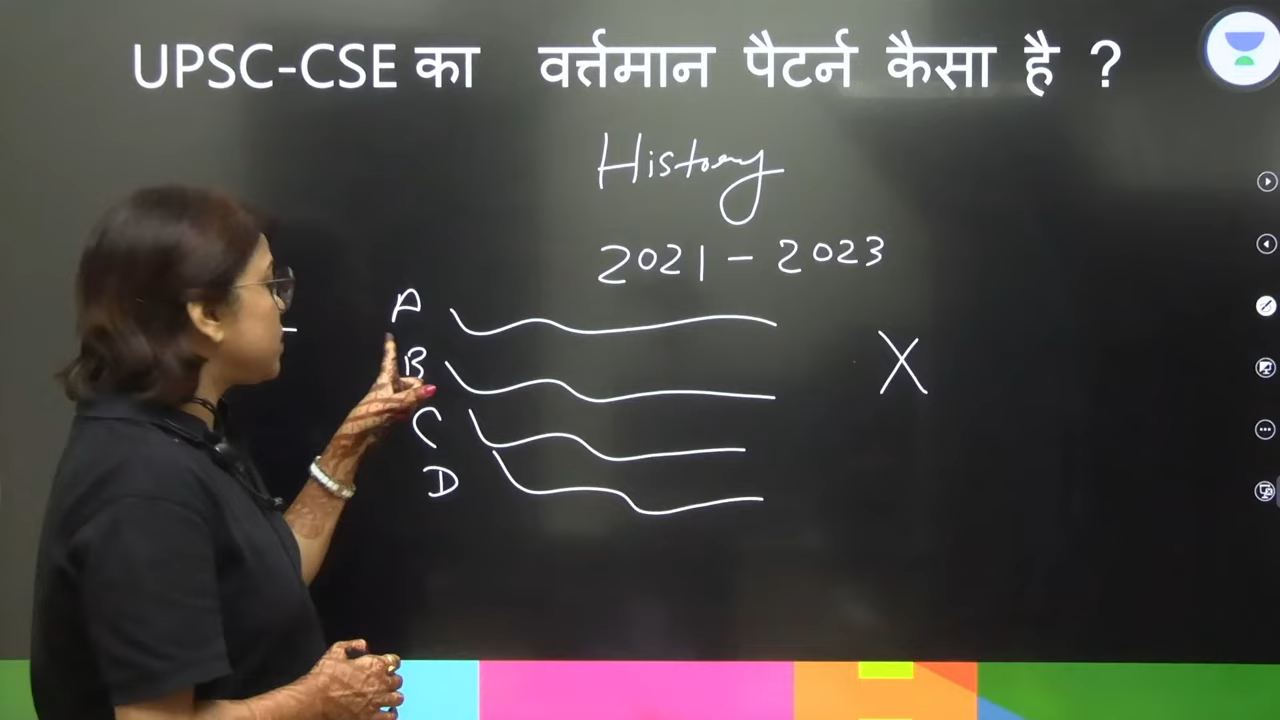 UPSC-CSE का वर्त्तमान पैटर्न कैसा है ?
History
2021 - 2023
A
B
C
D
X